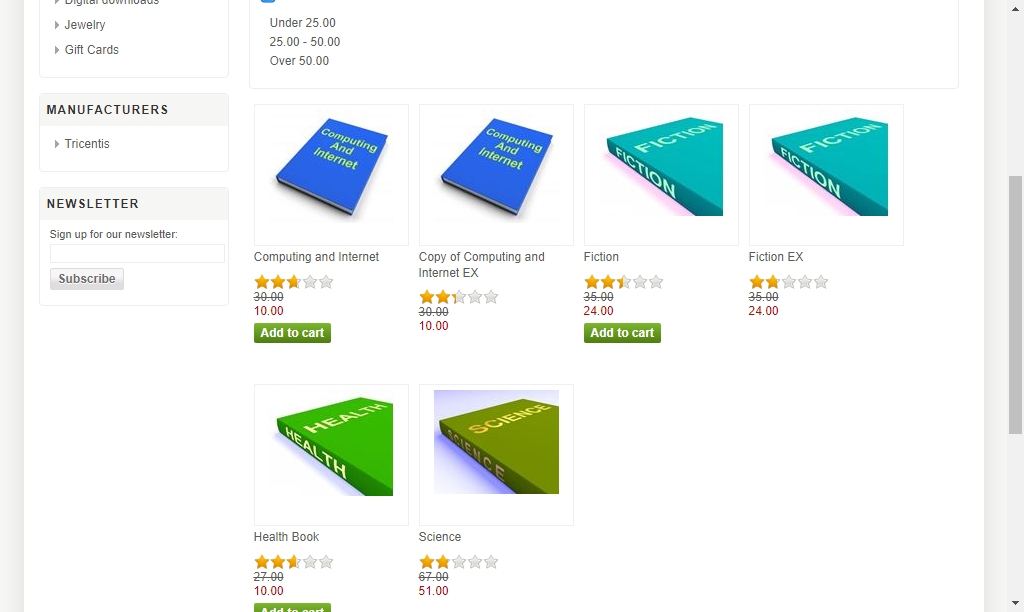 Digital downloads
Jewelry
Gift Cards
MANUFACTURERS
Tricentis
NEWSLETTER
Sign up for our newsletter:
Subscribe
Under 25.00
25.00 - 50.00
Over 50.00
Computing
And
Internet
Computing
And
Internet
FICTION
FICTION
FICTION
FICTION
Computing and Internet
30.00
10.00
Add to cart
Copy of Computing and
Internet EX
30.00
10.00
Fiction
35.00
24.00
Add to cart
Fiction EX
35.00
24.00
HEALTH
HEALTH
SCIENCE
SCIENCE
Health Book
27.00
10.00
Add to cart
Science
67.00
51.00